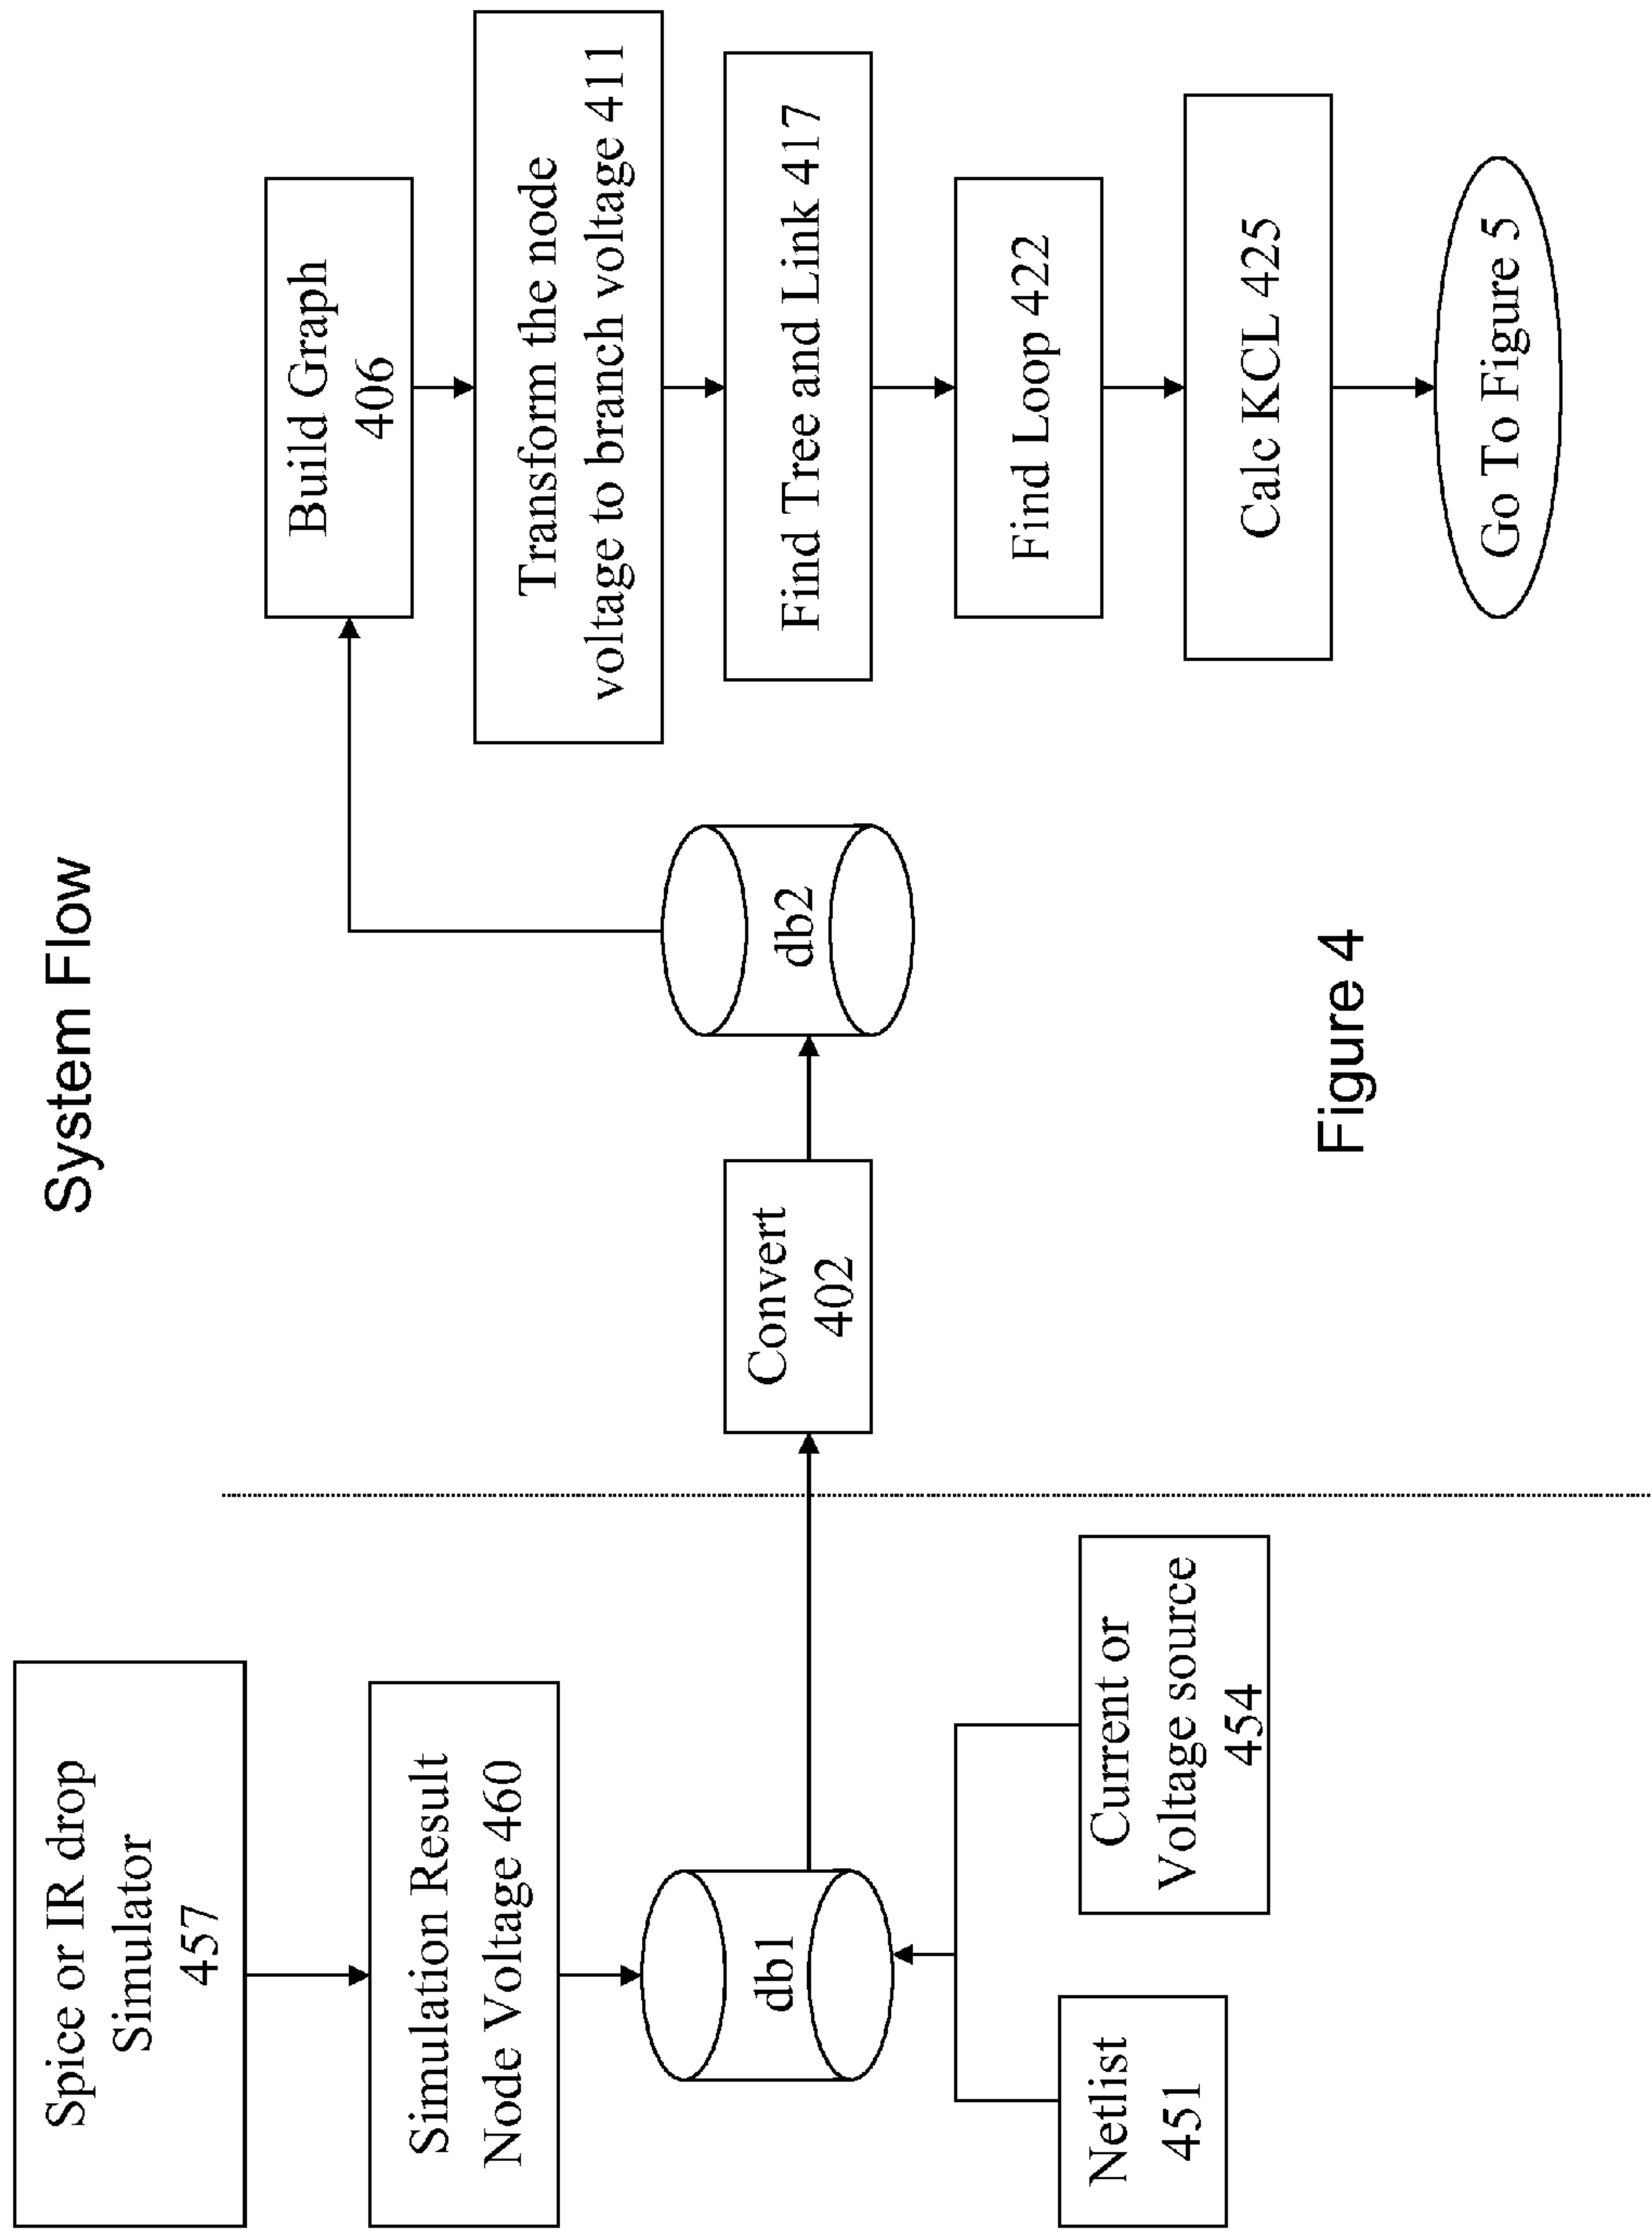 System Flow
Spice or IR drop
Simulator
457
Simulation Result
Node Voltage 460
db1
Netlist
451
Current or
Voltage source
454
Convert
402
db2
Build Graph
406
Transform the node
voltage to branch voltage 411
Find Tree and Link 417
Find Loop 422
Calc KCL 425
Go To Figure 5
Figure 4